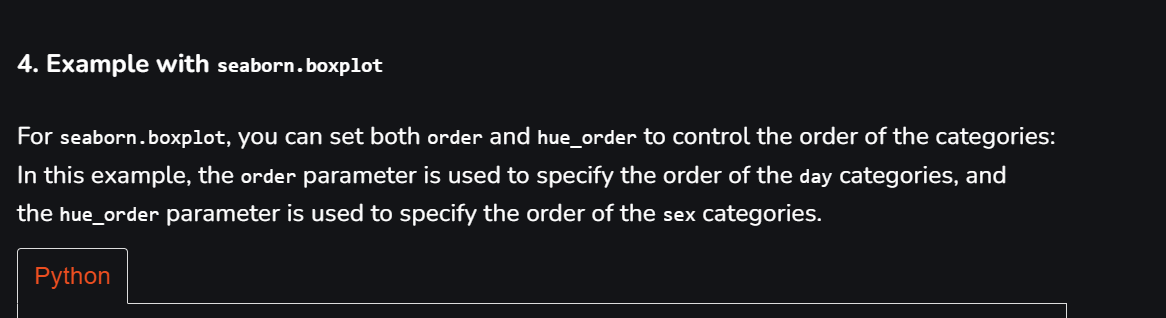 4. Example with seaborn.boxplot
For seaborn.boxplot, you can set both order and hue_order to control the order of the categories:
In this example, the order parameter is used to specify the order of the day categories, and
the hue_order parameter is used to specify the order of the sex categories.
Python